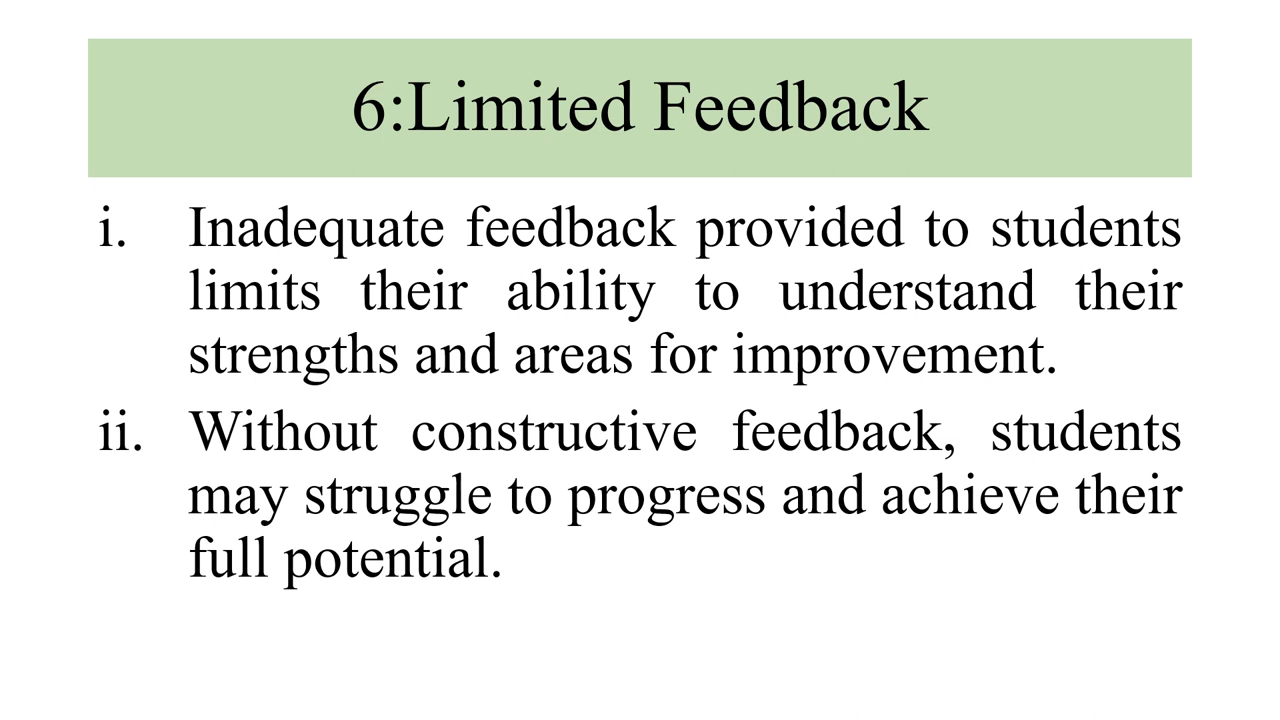 6:Limited Feedback
i. Inadequate feedback provided to students
limits their ability to understand their
strengths and areas for improvement.
ii. Without constructive feedback, students
may struggle to progress and achieve their
full potential.